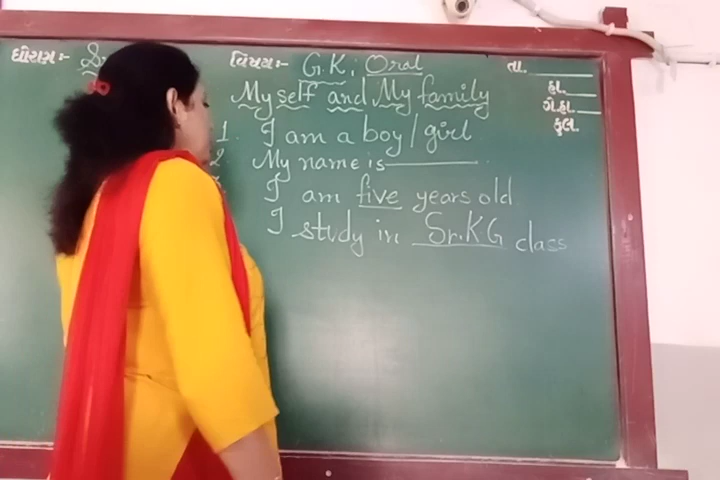 ધોરણ:- S વિષય:- G.K; Oral તા.
My self and My family હા.
ગે.હા.
1. I am a boy/girl કુલ.
2. My name is
I am five years old
I study in Sr.KG class